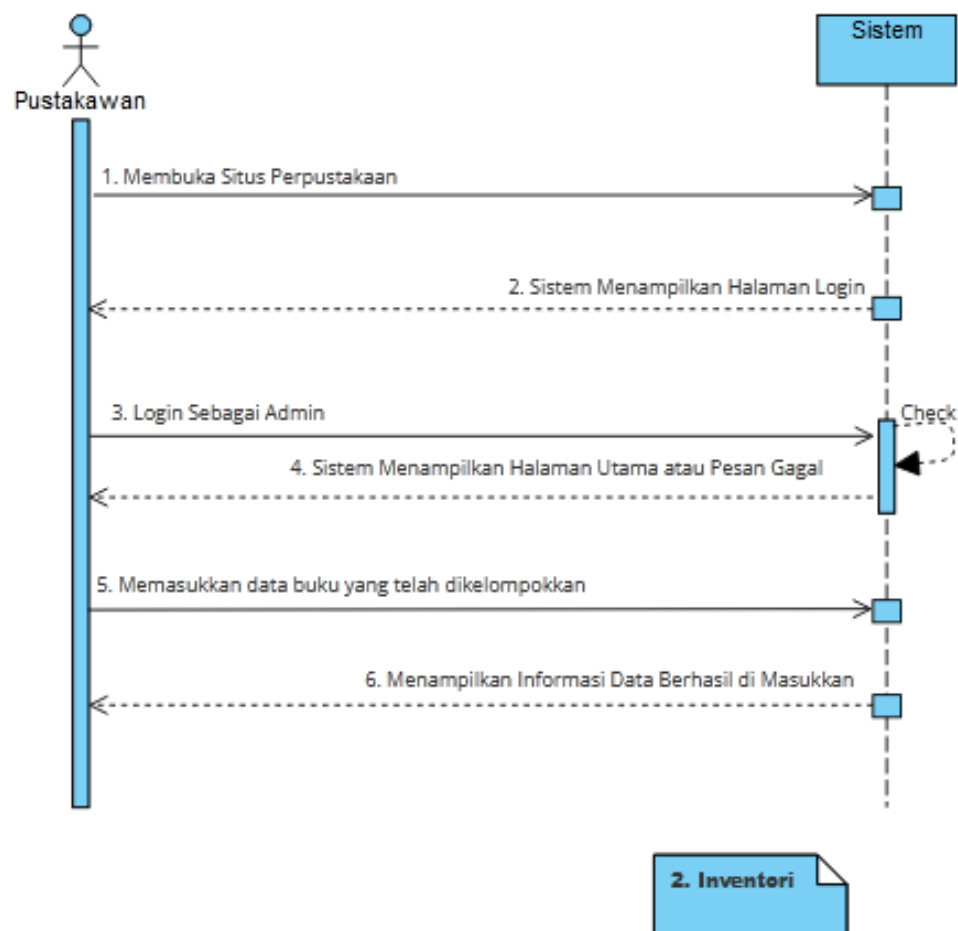 Sistem
Pustakawan
1. Membuka Situs Perpustakaan
2. Sistem Menampilkan Halaman Login
3. Login Sebagai Admin
Check
4. Sistem Menampilkan Halaman Utama atau Pesan Gagal
5. Memasukkan data buku yang telah dikelompokkan
6. Menampilkan Informasi Data Berhasil di Masukkan
2. Inventori